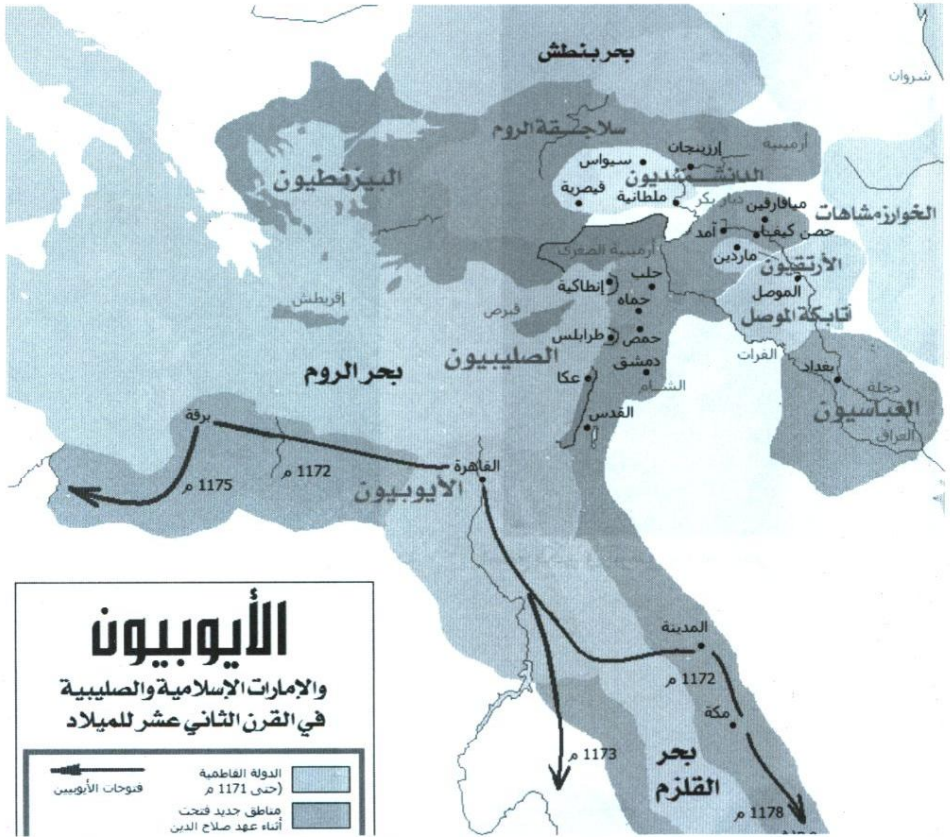 بحر بنطش
شروان
سلاجقة الروم
أرمينية
إرزينجان
سيواس
الدانشمنديون
البيزنطيون
قيصرية
ملطانية
ديار بكر
ميافارقين
الخوارزمشاهات
آمد
حصن كيفيا
أرمينية الصغرى
ماردين
الأرتقيون
حلب
إنطاكية
الموصل
حماه
أتابكة الموصل
إقريطش
قبرص
طرابلس
حمص
الصليبيون
الفرات
دمشق
بغداد
بحر الروم
عكا
الشام
دجلة
العباسيون
برقة
القدس
العراق
القاهرة
1172 م
1175 م
الأيوبيون
المدينة
1172 م
مكة
1173 م
بحر
القلزم
1178 م
الأيوبيون
والإمارات الإسلامية والصليبية
في القرن الثاني عشر للميلاد
الدولة الفاطمية
(حتى 1171 م
فتوحات الأيوبيين
مناطق جديد فتحت
أثناء عهد صلاح الدين